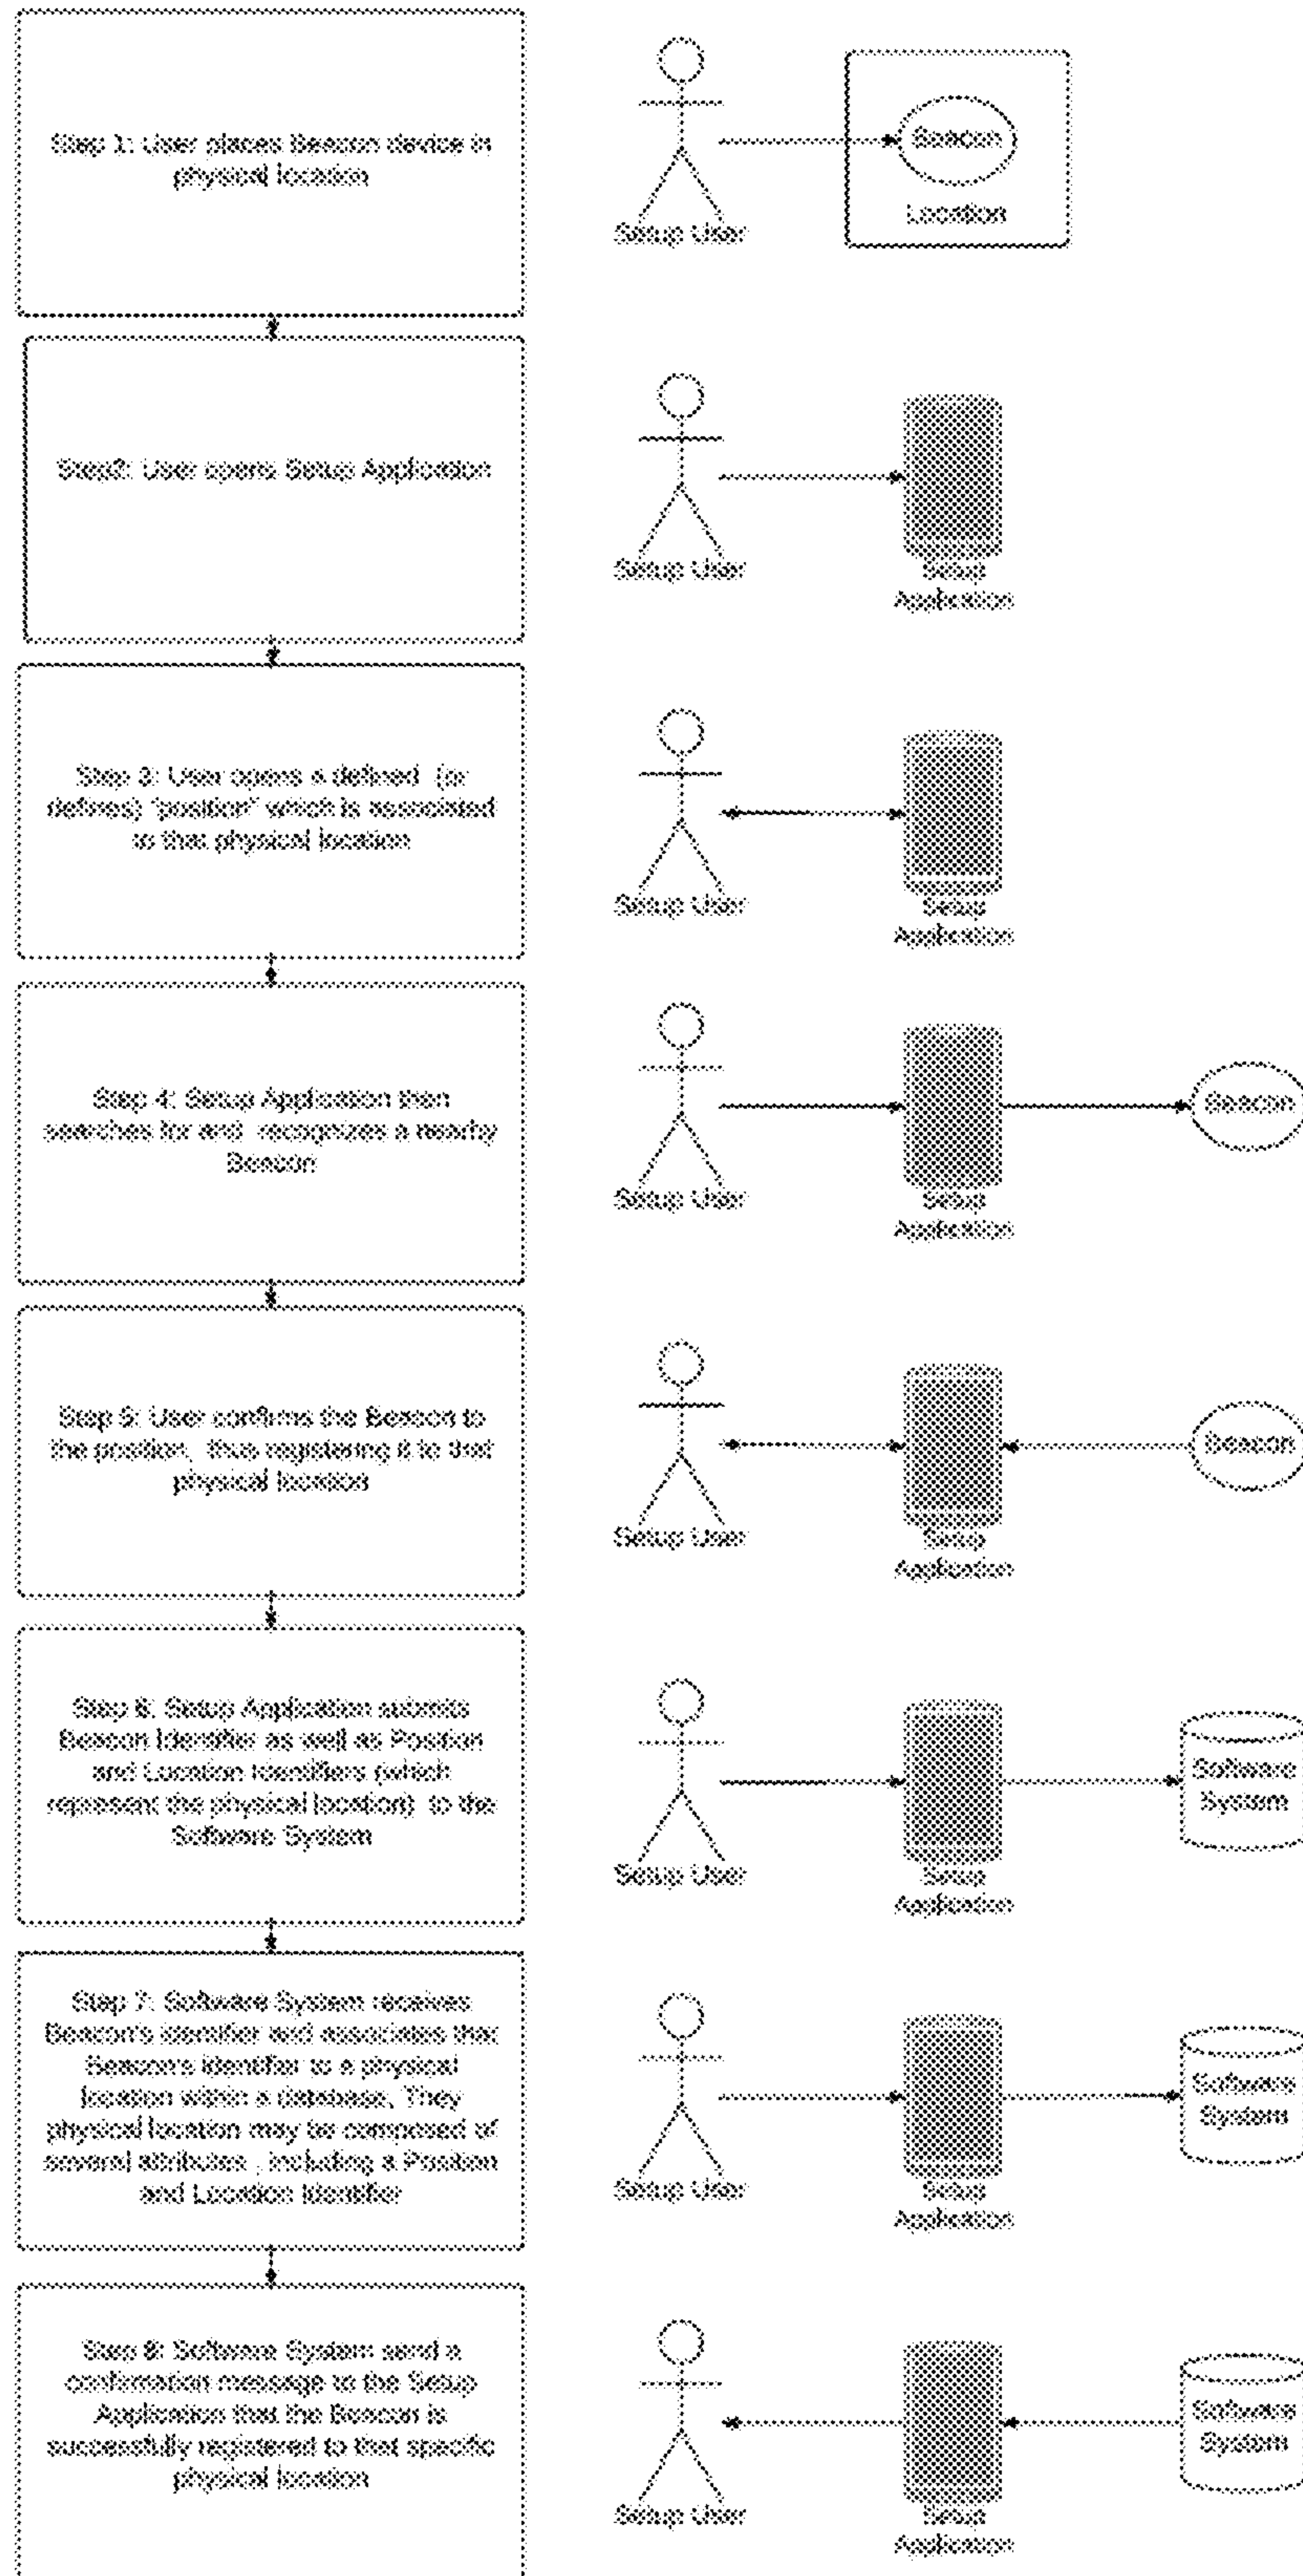 Step 1: User places Beacon device in
physical location
Beacon
Location
Setup User
Step2: User opens Setup Application
Setup User
Setup
Application
Step 3: User opens a defined (or
defines) "position" which is associated
to that physical location
Setup User
Setup
Application
Step 4: Setup Application then
searches for and recognizes a nearby
Beacon
Beacon
Setup User
Setup
Application
Step 5: User confirms the Beacon to
the position, thus registering it to that
physical location
Beacon
Setup User
Setup
Application
Step 6: Setup Application submits
Beacon Identifier as well as Position
and Location Identifiers (which
represent the physical location) to the
Software System
Software
System
Setup User
Setup
Application
Step 7: Software System receives
Beacon's identifier and associates that
Beacon's identifier to a physical
location within a database. They
physical location may be composed of
several attributes , including a Position
and Location Identifier
Software
System
Setup User
Setup
Application
Step 8: Software System send a
confirmation message to the Setup
Application that the Beacon is
successfully registered to that specific
physical location
Software
System
Setup User
Setup
Application